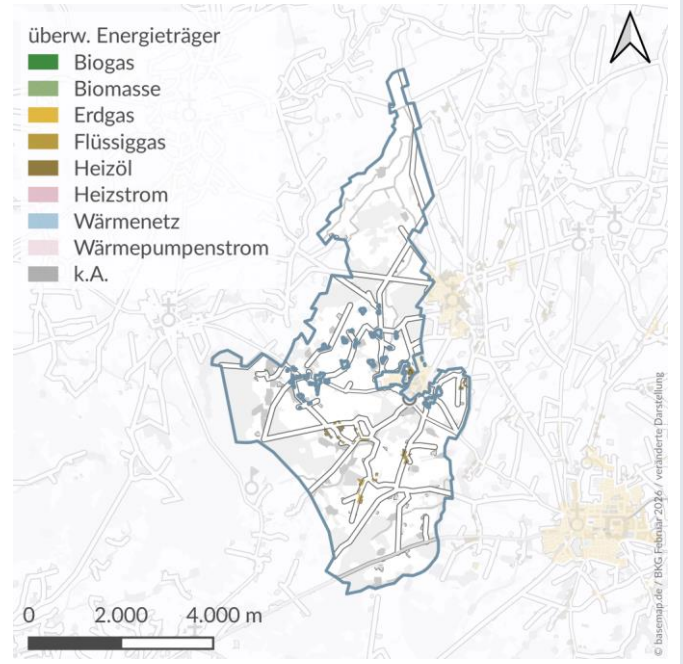 überw. Energieträger
Biogas
Biomasse
Erdgas
Flüssiggas
Heizöl
Heizstrom
Wärmenetz
Wärmepumpenstrom
k.A.
0 2.000 4.000 m
© basemap.de / BKG Februar 2026 / veränderte Darstellung